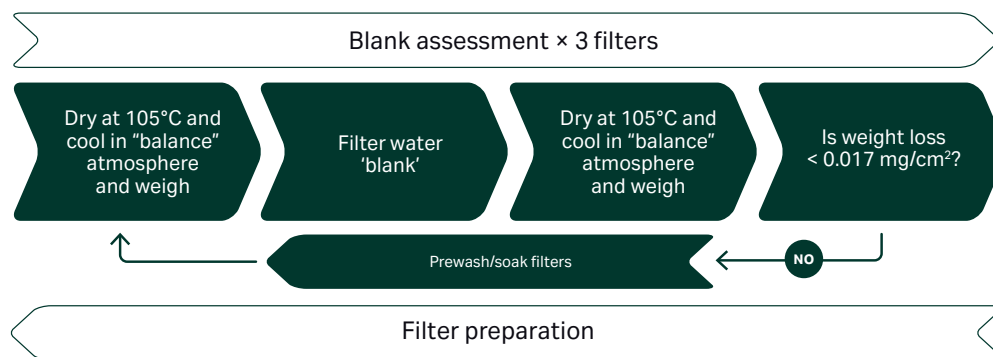 Blank assessment × 3 filters
Dry at 105°C and
cool in “balance”
atmosphere
and weigh
Filter water
‘blank’
Dry at 105°C and
cool in “balance”
atmosphere
and weigh
Is weight loss
< 0.017 mg/cm²?
Prewash/soak filters
NO
Filter preparation